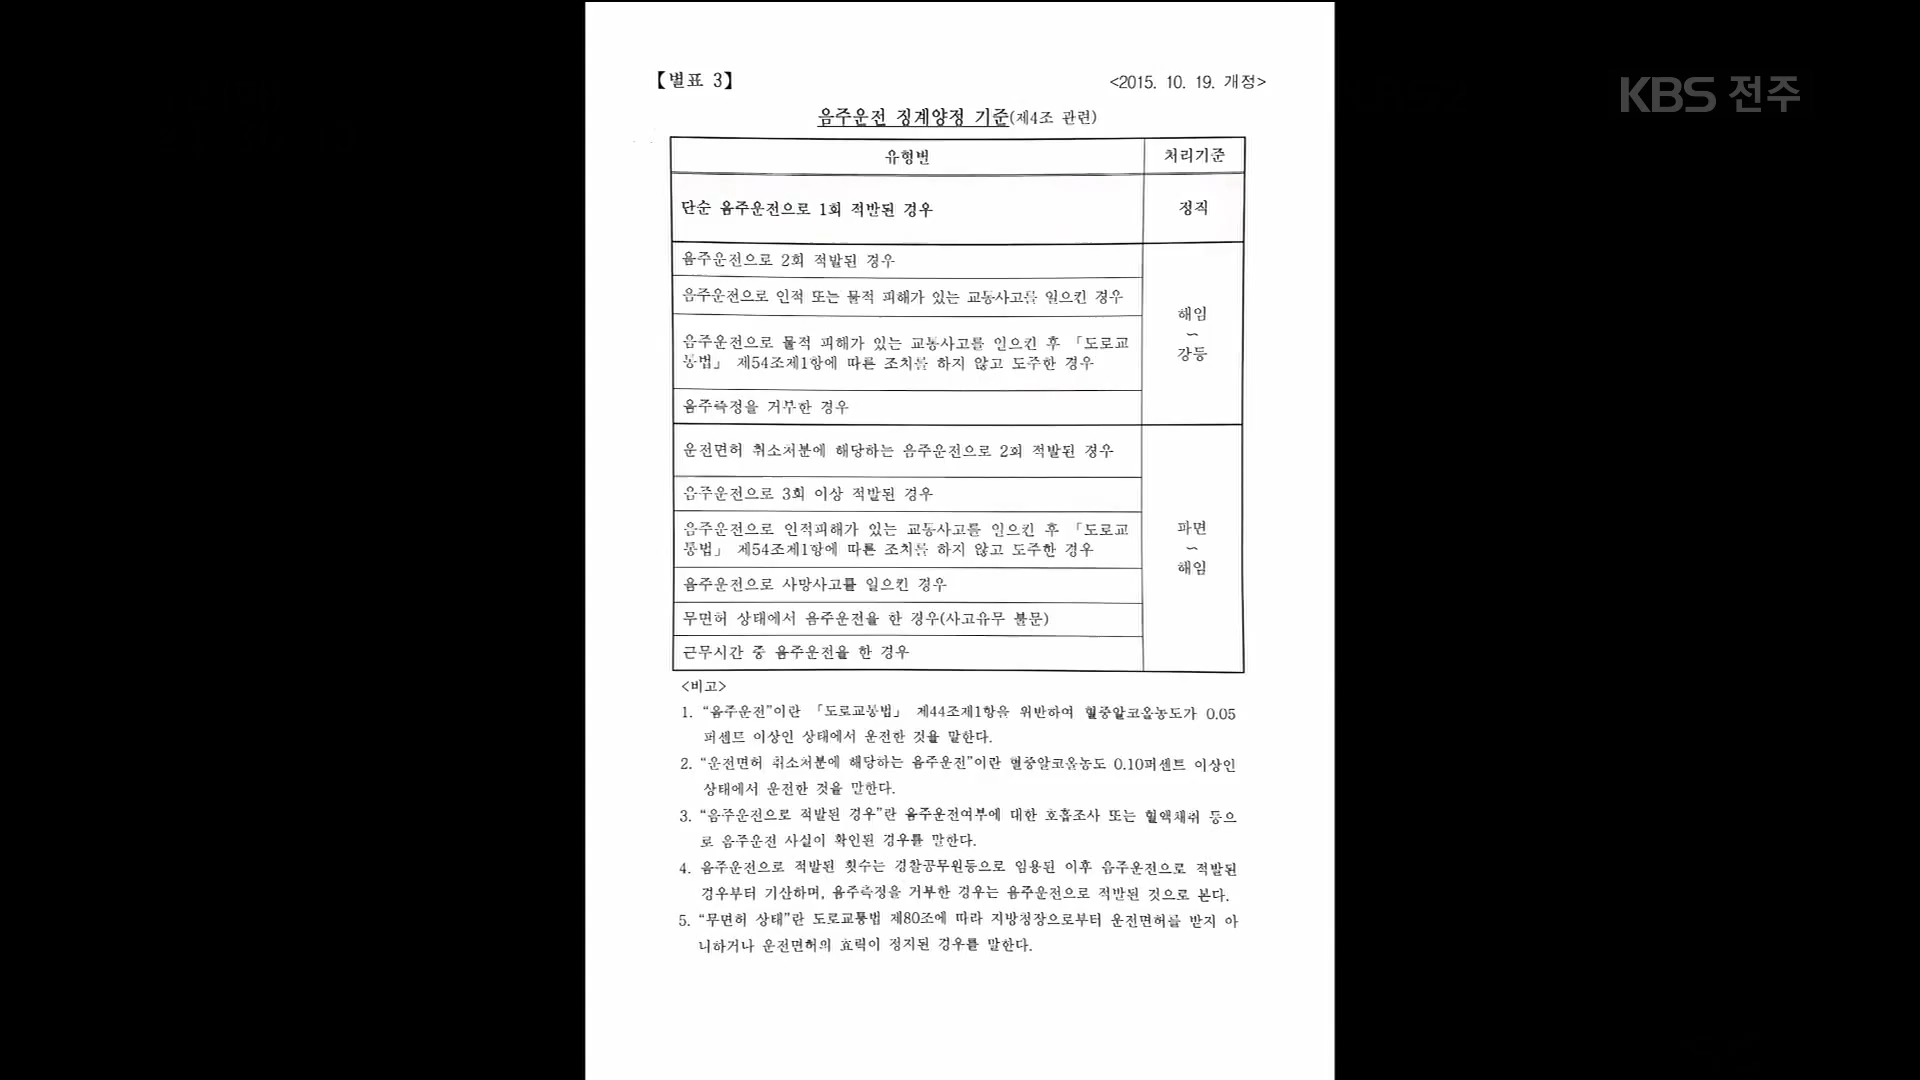 【별표 3】
<2015. 10. 19. 개정>
KBS 전주
음주운전 징계양정 기준(제4조 관련)
유형별
처리기준
단순 음주운전으로 1회 적발된 경우
정직
음주운전으로 2회 적발된 경우
음주운전으로 인적 또는 물적 피해가 있는 교통사고를 일으킨 경우
음주운전으로 물적 피해가 있는 교통사고를 일으킨 후 「도로교
통법」 제54조제1항에 따른 조치를 하지 않고 도주한 경우
음주측정을 거부한 경우
해임
~
강등
운전면허 취소처분에 해당하는 음주운전으로 2회 적발된 경우
음주운전으로 3회 이상 적발된 경우
음주운전으로 인적피해가 있는 교통사고를 일으킨 후 「도로교
통법」 제54조제1항에 따른 조치를 하지 않고 도주한 경우
음주운전으로 사망사고를 일으킨 경우
무면허 상태에서 음주운전을 한 경우(사고유무 불문)
근무시간 중 음주운전을 한 경우
파면
~
해임
<비고>
1. “음주운전”이란 「도로교통법」 제44조제1항을 위반하여 혈중알코올농도가 0.05
퍼센트 이상인 상태에서 운전한 것을 말한다.
2. “운전면허 취소처분에 해당하는 음주운전”이란 혈중알코올농도 0.10퍼센트 이상인
상태에서 운전한 것을 말한다.
3. “음주운전으로 적발된 경우”란 음주운전여부에 대한 호흡조사 또는 혈액채취 등으
로 음주운전 사실이 확인된 경우를 말한다.
4. 음주운전으로 적발된 횟수는 경찰공무원등으로 임용된 이후 음주운전으로 적발된
경우부터 기산하며, 음주측정을 거부한 경우는 음주운전으로 적발된 것으로 본다.
5. “무면허 상태”란 도로교통법 제80조에 따라 지방청장으로부터 운전면허를 받지 아
니하거나 운전면허의 효력이 정지된 경우를 말한다.